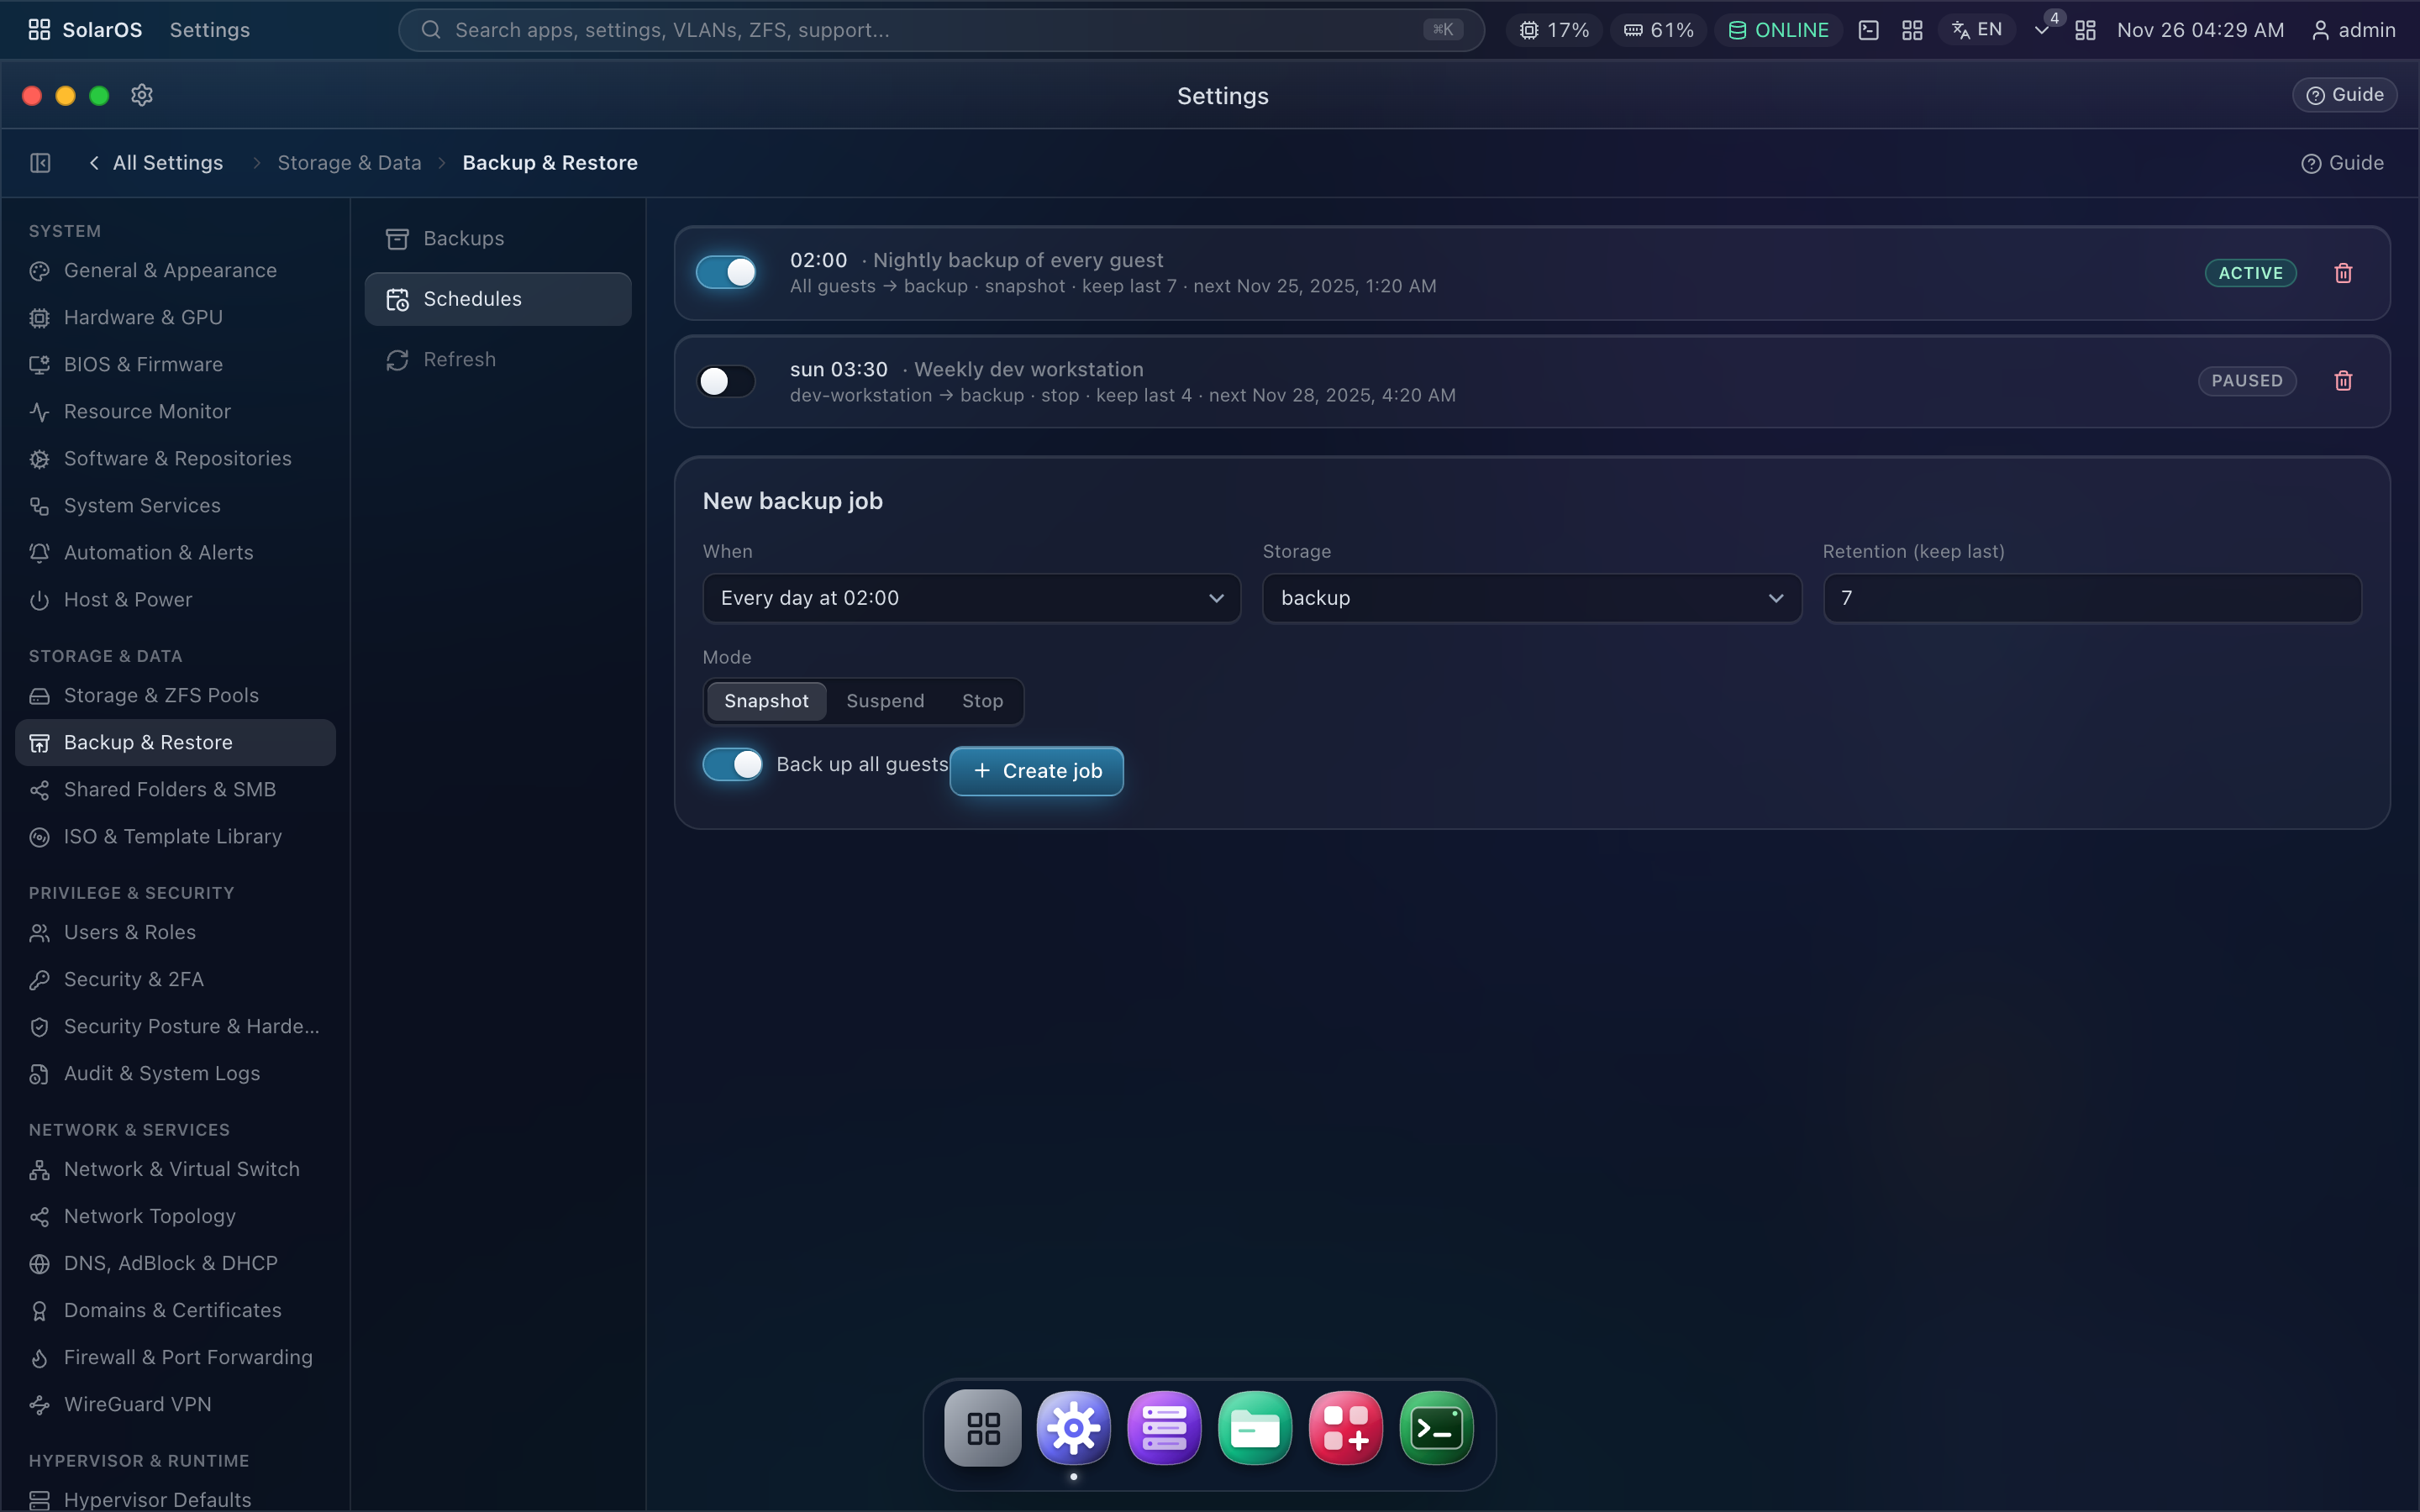 SolarOS Settings Search apps, settings, VLANs, ZFS, support... ⌘K 17% 61% ONLINE EN 4 Nov 26 04:29 AM admin
Settings Guide
All Settings Storage & Data Backup & Restore Guide
SYSTEM
General & Appearance
Hardware & GPU
BIOS & Firmware
Resource Monitor
Software & Repositories
System Services
Automation & Alerts
Host & Power
STORAGE & DATA
Storage & ZFS Pools
Backup & Restore
Shared Folders & SMB
ISO & Template Library
PRIVILEGE & SECURITY
Users & Roles
Security & 2FA
Security Posture & Harde...
Audit & System Logs
NETWORK & SERVICES
Network & Virtual Switch
Network Topology
DNS, AdBlock & DHCP
Domains & Certificates
Firewall & Port Forwarding
WireGuard VPN
HYPERVISOR & RUNTIME
Hypervisor Defaults
Backups
Schedules
Refresh
02:00 · Nightly backup of every guest
All guests → backup · snapshot · keep last 7 · next Nov 25, 2025, 1:20 AM
ACTIVE
sun 03:30 · Weekly dev workstation
dev-workstation → backup · stop · keep last 4 · next Nov 28, 2025, 4:20 AM
PAUSED
New backup job
When Storage Retention (keep last)
Every day at 02:00 backup 7
Mode
Snapshot Suspend Stop
Back up all guests + Create job